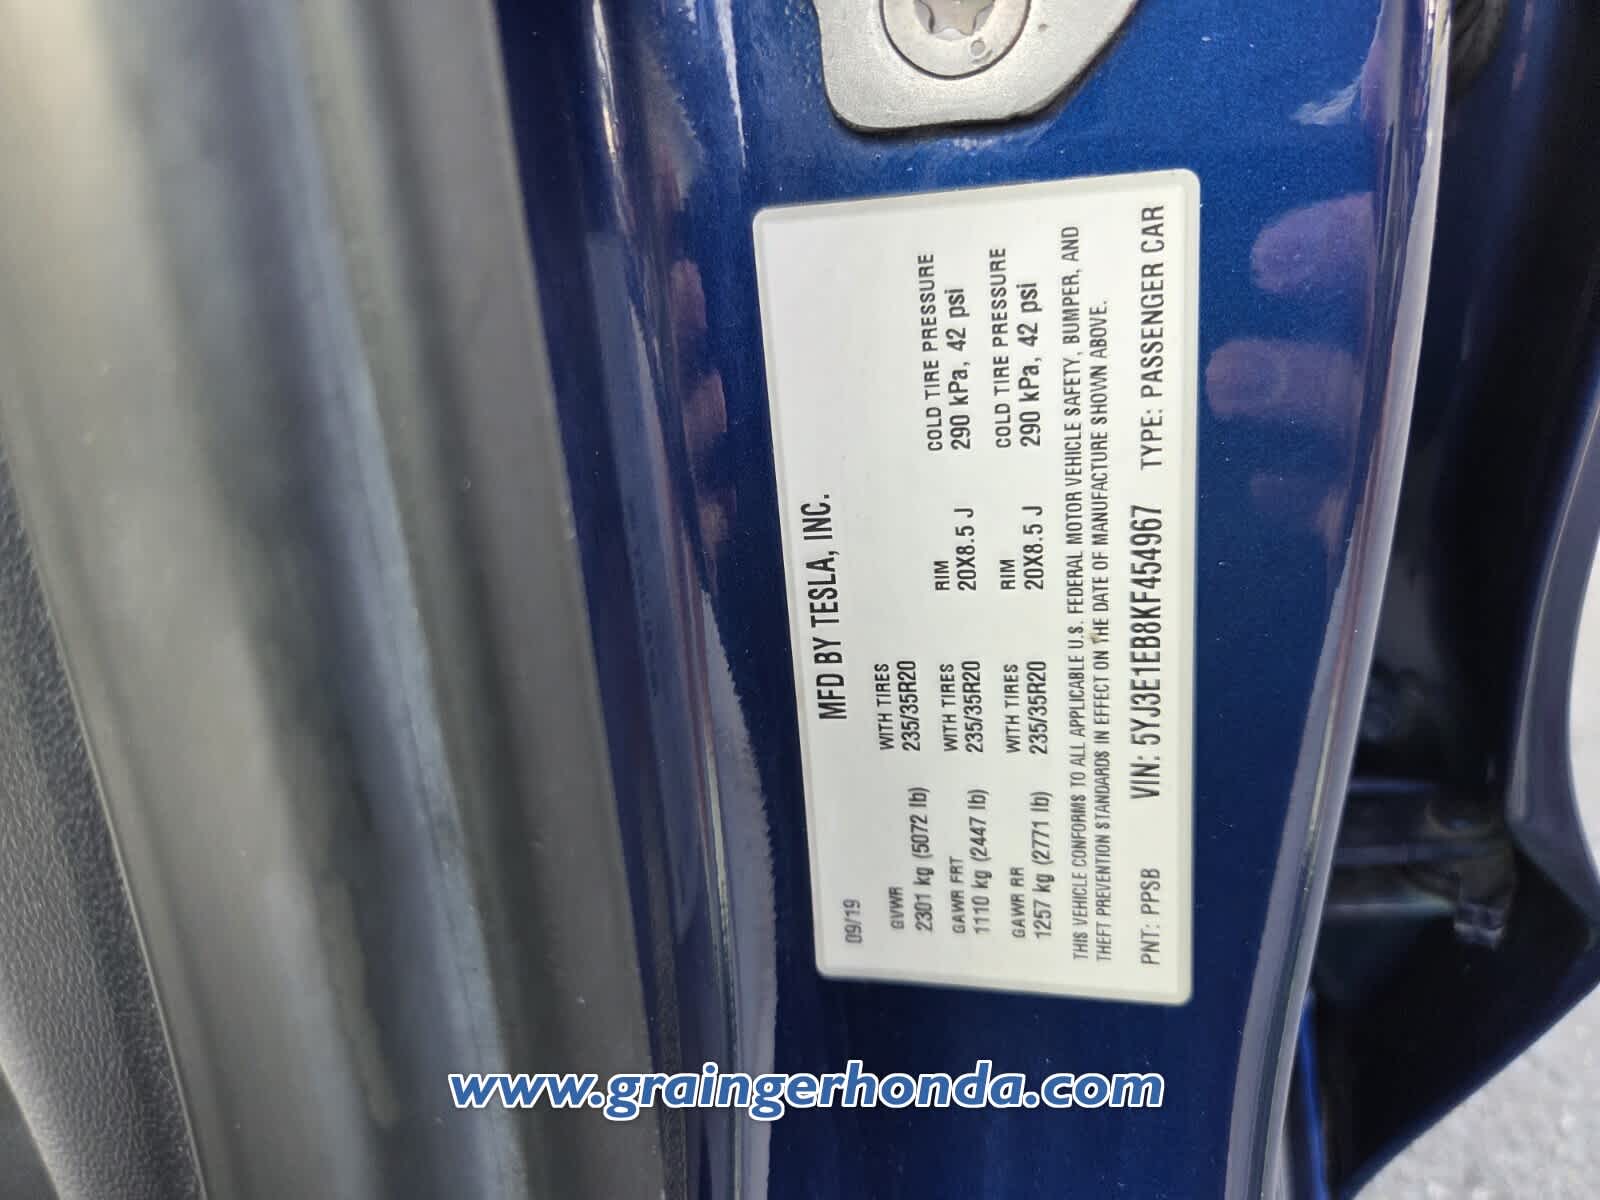 MFD BY TESLA, INC.
09/19
GVWR WITH TIRES
2301 kg (5072 lb) 235/35R20 COLD TIRE PRESSURE
GAWR FRT WITH TIRES RIM 290 kPa, 42 psi
1110 kg (2447 lb) 235/35R20 20X8.5 J COLD TIRE PRESSURE
GAWR RR WITH TIRES RIM 290 kPa, 42 psi
1257 kg (2771 lb) 235/35R20 20X8.5 J
THIS VEHICLE CONFORMS TO ALL APPLICABLE U.S. FEDERAL MOTOR VEHICLE SAFETY, BUMPER, AND
THEFT PREVENTION STANDARDS IN EFFECT ON THE DATE OF MANUFACTURE SHOWN ABOVE.
PNT: PPSB VIN: 5YJ3E1EB8KF454967 TYPE: PASSENGER CAR
www.graingerhonda.com